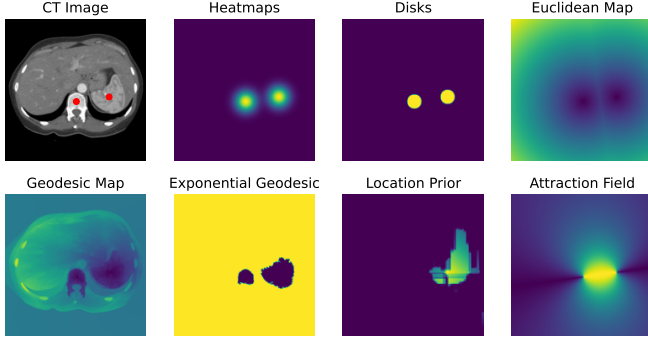 CT Image
Heatmaps
Disks
Euclidean Map
Geodesic Map
Exponential Geodesic
Location Prior
Attraction Field